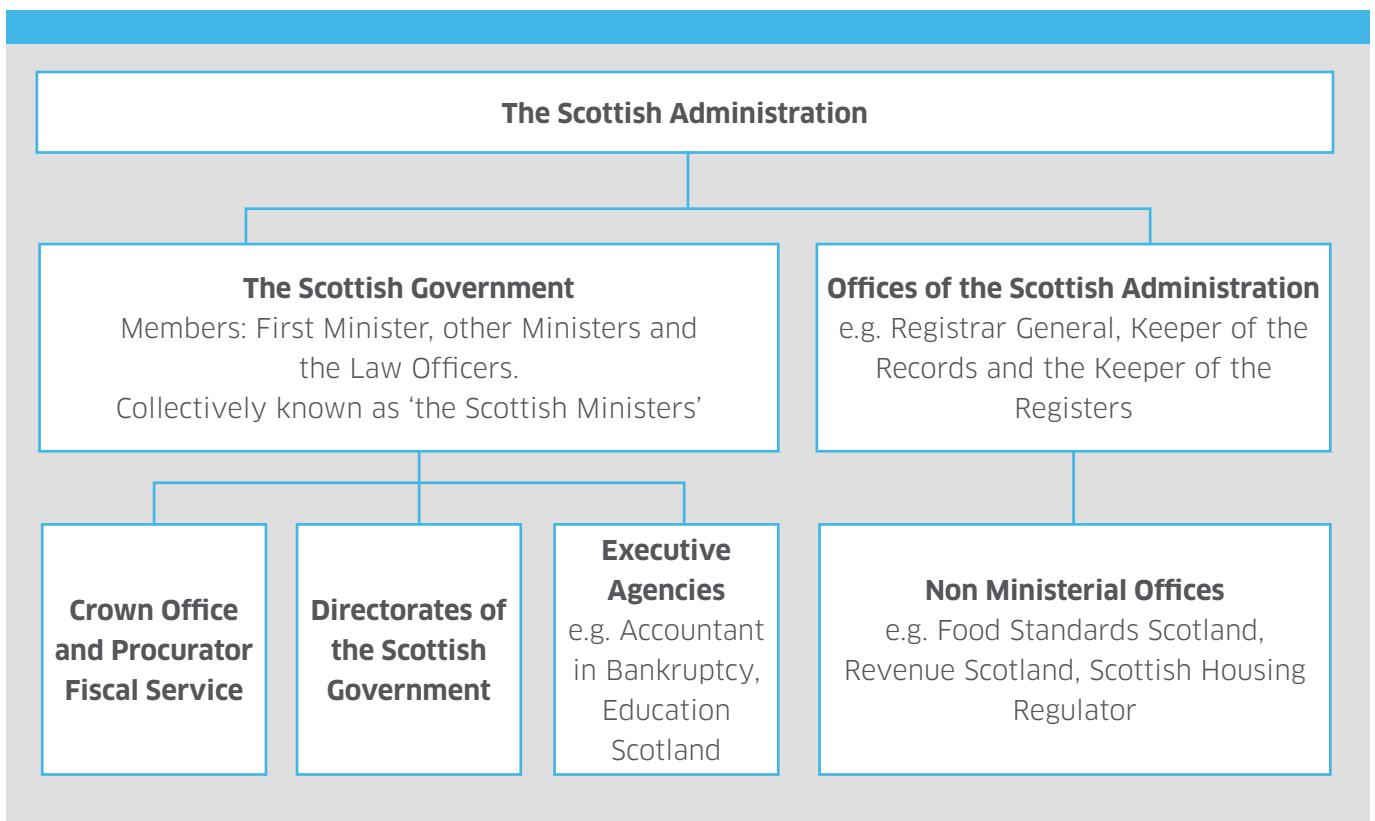 The Scottish Administration
The Scottish Government
Members: First Minister, other Ministers and
the Law Officers.
Collectively known as ‘the Scottish Ministers’
Offices of the Scottish Administration
e.g. Registrar General, Keeper of the
Records and the Keeper of the
Registers
Crown Office
and Procurator
Fiscal Service
Directorates of
the Scottish
Government
Executive
Agencies
e.g. Accountant
in Bankruptcy,
Education
Scotland
Non Ministerial Offices
e.g. Food Standards Scotland,
Revenue Scotland, Scottish Housing
Regulator